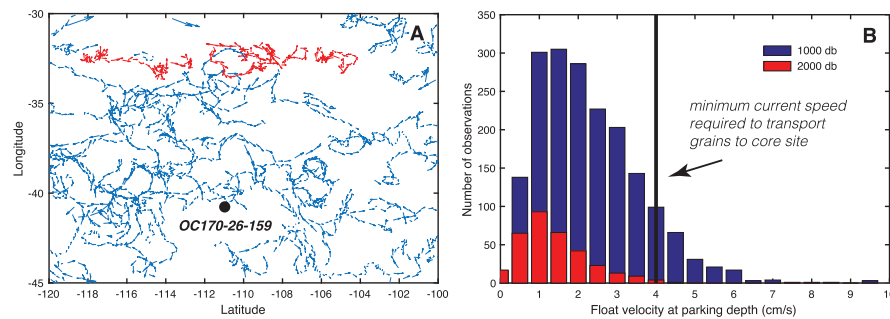 A
-30
-35
-40
-45
Longitude
OC170-26-159
-120 -118 -116 -114 -112 -110 -108 -106 -104 -102 -100
Latitude
B
350
300
250
200
150
100
50
0
Number of observations
1000 db
2000 db
minimum current speed
required to transport
grains to core site
0 1 2 3 4 5 6 7 8 9 10
Float velocity at parking depth (cm/s)